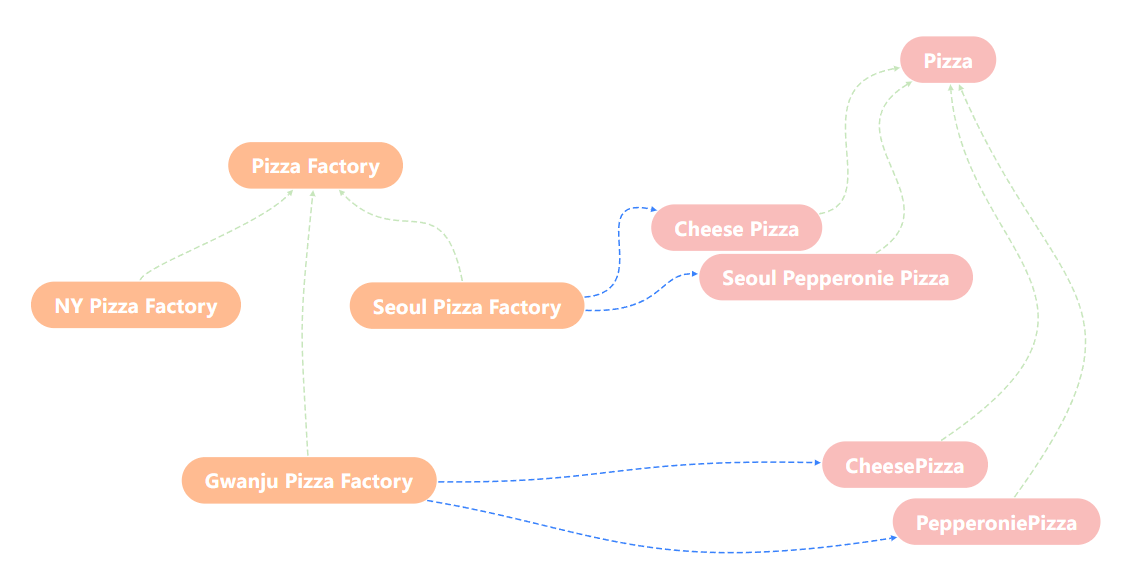 Pizza
Pizza Factory
Cheese Pizza
Seoul Pepperonie Pizza
NY Pizza Factory
Seoul Pizza Factory
CheesePizza
Gwanju Pizza Factory
PepperoniePizza